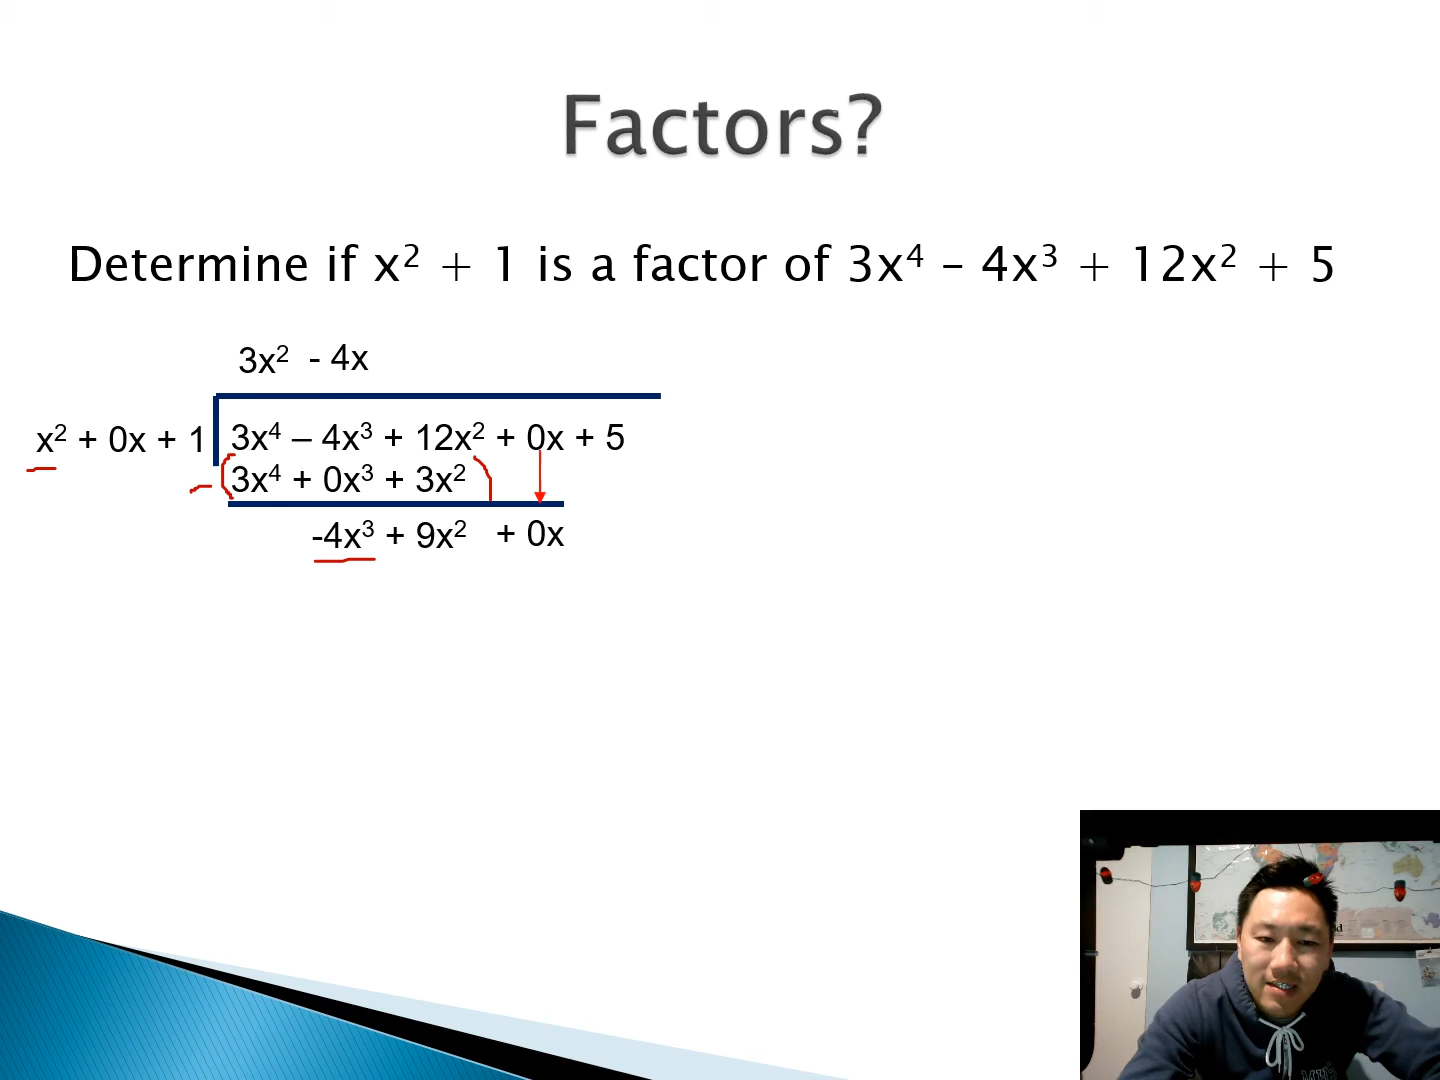 Factors?
Determine if x² + 1 is a factor of 3x⁴ – 4x³ + 12x² + 5
3x² - 4x
x² + 0x + 1 3x⁴ – 4x³ + 12x² + 0x + 5
3x⁴ + 0x³ + 3x²
-4x³ + 9x² + 0x